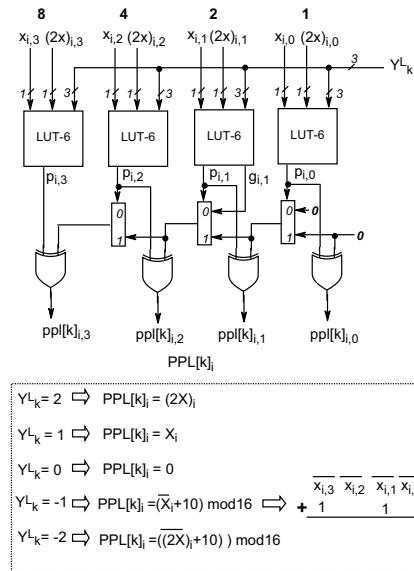 8 4 2 1
x_{i,3} (2x)_{i,3} x_{i,2} (2x)_{i,2} x_{i,1} (2x)_{i,1} x_{i,0} (2x)_{i,0}
3 Y^L_k
1 1 3 1 1 3 1 1 3 1 1 3
LUT-6 LUT-6 LUT-6 LUT-6
p_{i,3} p_{i,2} p_{i,1} g_{i,1} p_{i,0}
0 0 0 0
1 1 1 0
ppl[k]_{i,3} ppl[k]_{i,2} ppl[k]_{i,1} ppl[k]_{i,0}
PPL[k]_i
Y^L_k = 2 ⇨ PPL[k]_i = (2X)_i
Y^L_k = 1 ⇨ PPL[k]_i = X_i
Y^L_k = 0 ⇨ PPL[k]_i = 0
Y^L_k = -1 ⇨ PPL[k]_i =(X̅_i+10) mod16 ⇨ x̅_{i,3} x̅_{i,2} x̅_{i,1} x̅_{i,
+ 1 1
Y^L_k = -2 ⇨ PPL[k]_i =(\overline{(2X)}_i+10) ) mod16